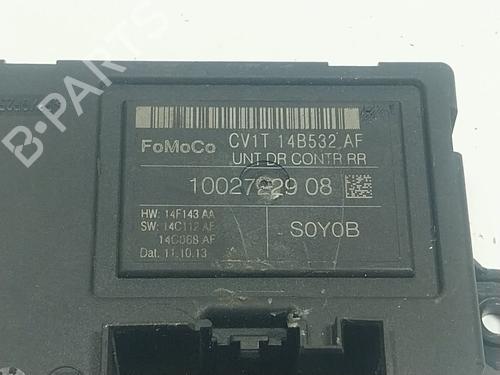 B-PARTS
FoMoCo
CV1T 14B532 AF
UNT DR CONTR RR
HW: 14F143 AA
SW: 14C112 AF
14C068 AF
Dat. 11.10.13
S0Y0B